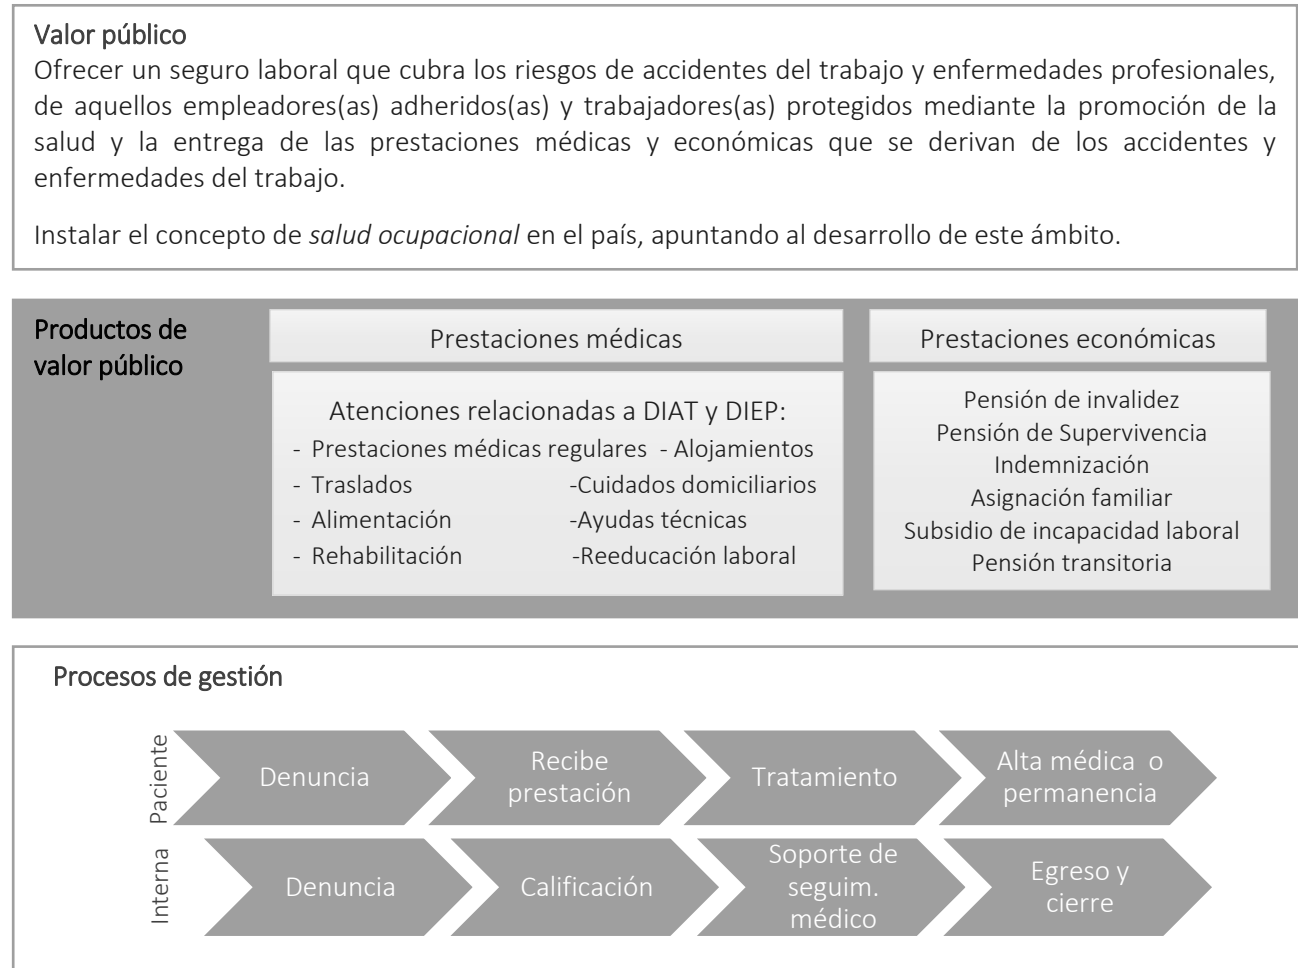 Valor público
Ofrecer un seguro laboral que cubra los riesgos de accidentes del trabajo y enfermedades profesionales,
de aquellos empleadores(as) adheridos(as) y trabajadores(as) protegidos mediante la promoción de la
salud y la entrega de las prestaciones médicas y económicas que se derivan de los accidentes y
enfermedades del trabajo.
Instalar el concepto de salud ocupacional en el país, apuntando al desarrollo de este ámbito.
Productos de
valor público
Prestaciones médicas
Atenciones relacionadas a DIAT y DIEP:
- Prestaciones médicas regulares - Alojamientos
- Traslados -Cuidados domiciliarios
- Alimentación -Ayudas técnicas
- Rehabilitación -Reeducación laboral
Prestaciones económicas
Pensión de invalidez
Pensión de Supervivencia
Indemnización
Asignación familiar
Subsidio de incapacidad laboral
Pensión transitoria
Procesos de gestión
Paciente
Denuncia
Recibe
prestación
Tratamiento
Alta médica o
permanencia
Interna
Denuncia
Calificación
Soporte de
seguim.
médico
Egreso y
cierre